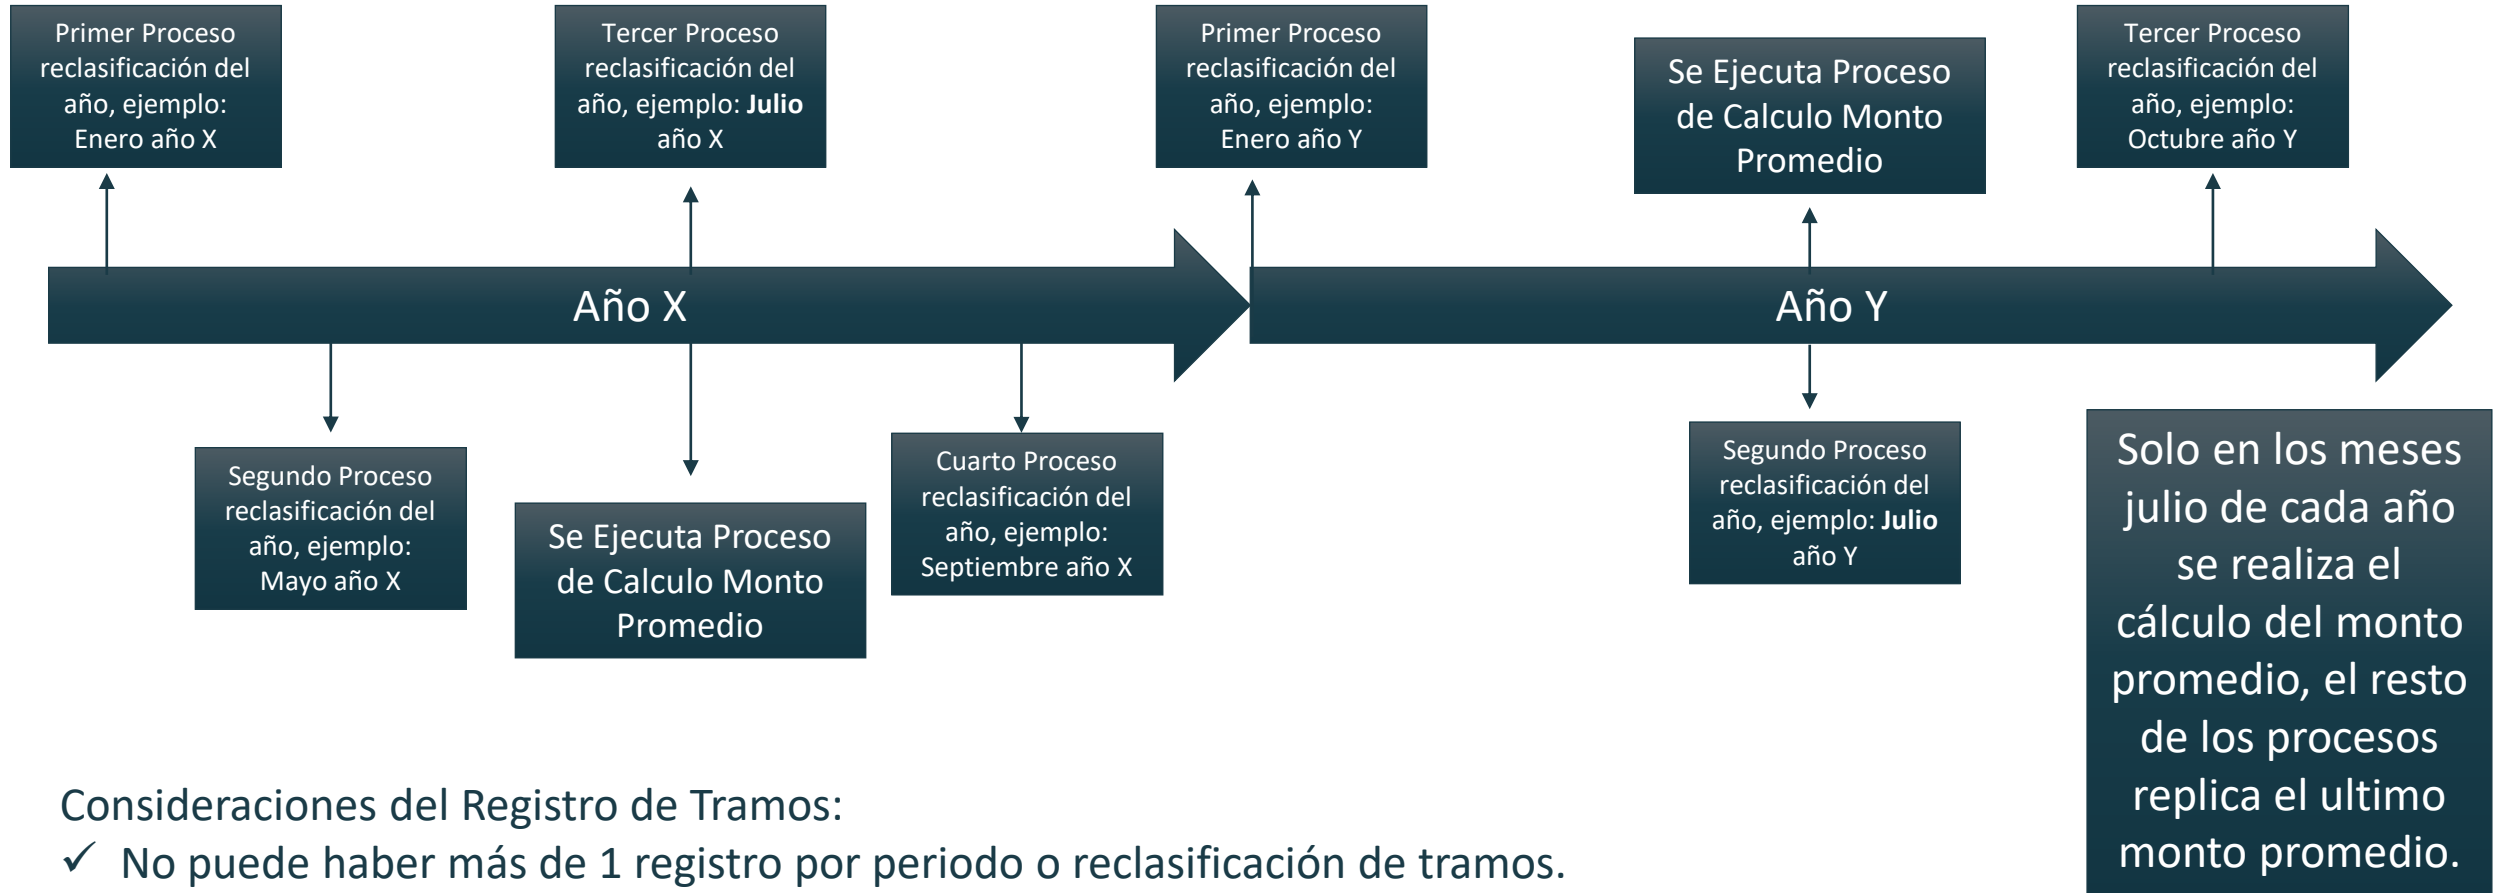 Primer Proceso
reclasificación del
año, ejemplo:
Enero año X
Tercer Proceso
reclasificación del
año, ejemplo: Julio
año X
Primer Proceso
reclasificación del
año, ejemplo:
Enero año Y
Se Ejecuta Proceso
de Calculo Monto
Promedio
Tercer Proceso
reclasificación del
año, ejemplo:
Octubre año Y
Año X
Año Y
Segundo Proceso
reclasificación del
año, ejemplo:
Mayo año X
Se Ejecuta Proceso
de Calculo Monto
Promedio
Cuarto Proceso
reclasificación del
año, ejemplo:
Septiembre año X
Segundo Proceso
reclasificación del
año, ejemplo: Julio
año Y
Solo en los meses
julio de cada año
se realiza el
cálculo del monto
promedio, el resto
de los procesos
replica el ultimo
monto promedio.
Consideraciones del Registro de Tramos:
✓ No puede haber más de 1 registro por periodo o reclasificación de tramos.